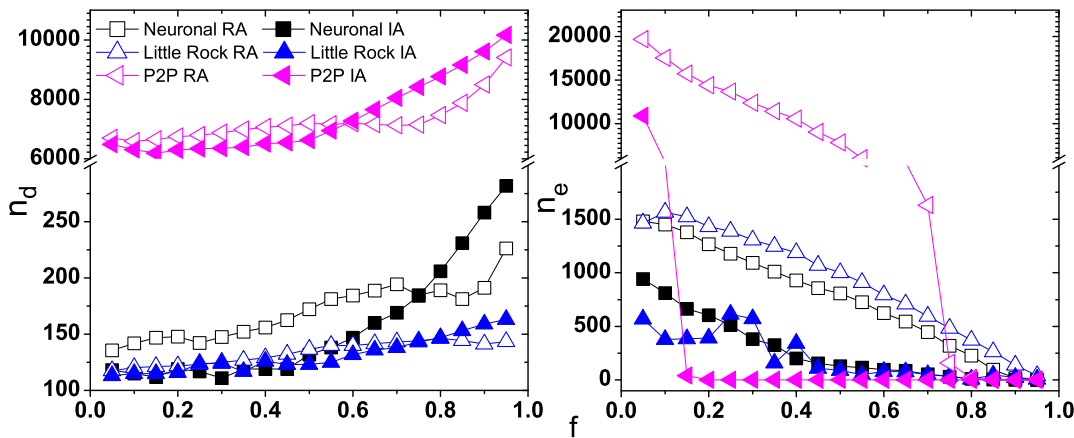 Neuronal RA Neuronal IA
Little Rock RA Little Rock IA
P2P RA P2P IA
n_d
10000
8000
6000
250
200
150
100
0.0 0.2 0.4 0.6 0.8 1.0
n_e
20000
15000
10000
1500
1000
500
0
0.0 0.2 0.4 0.6 0.8 1.0
f